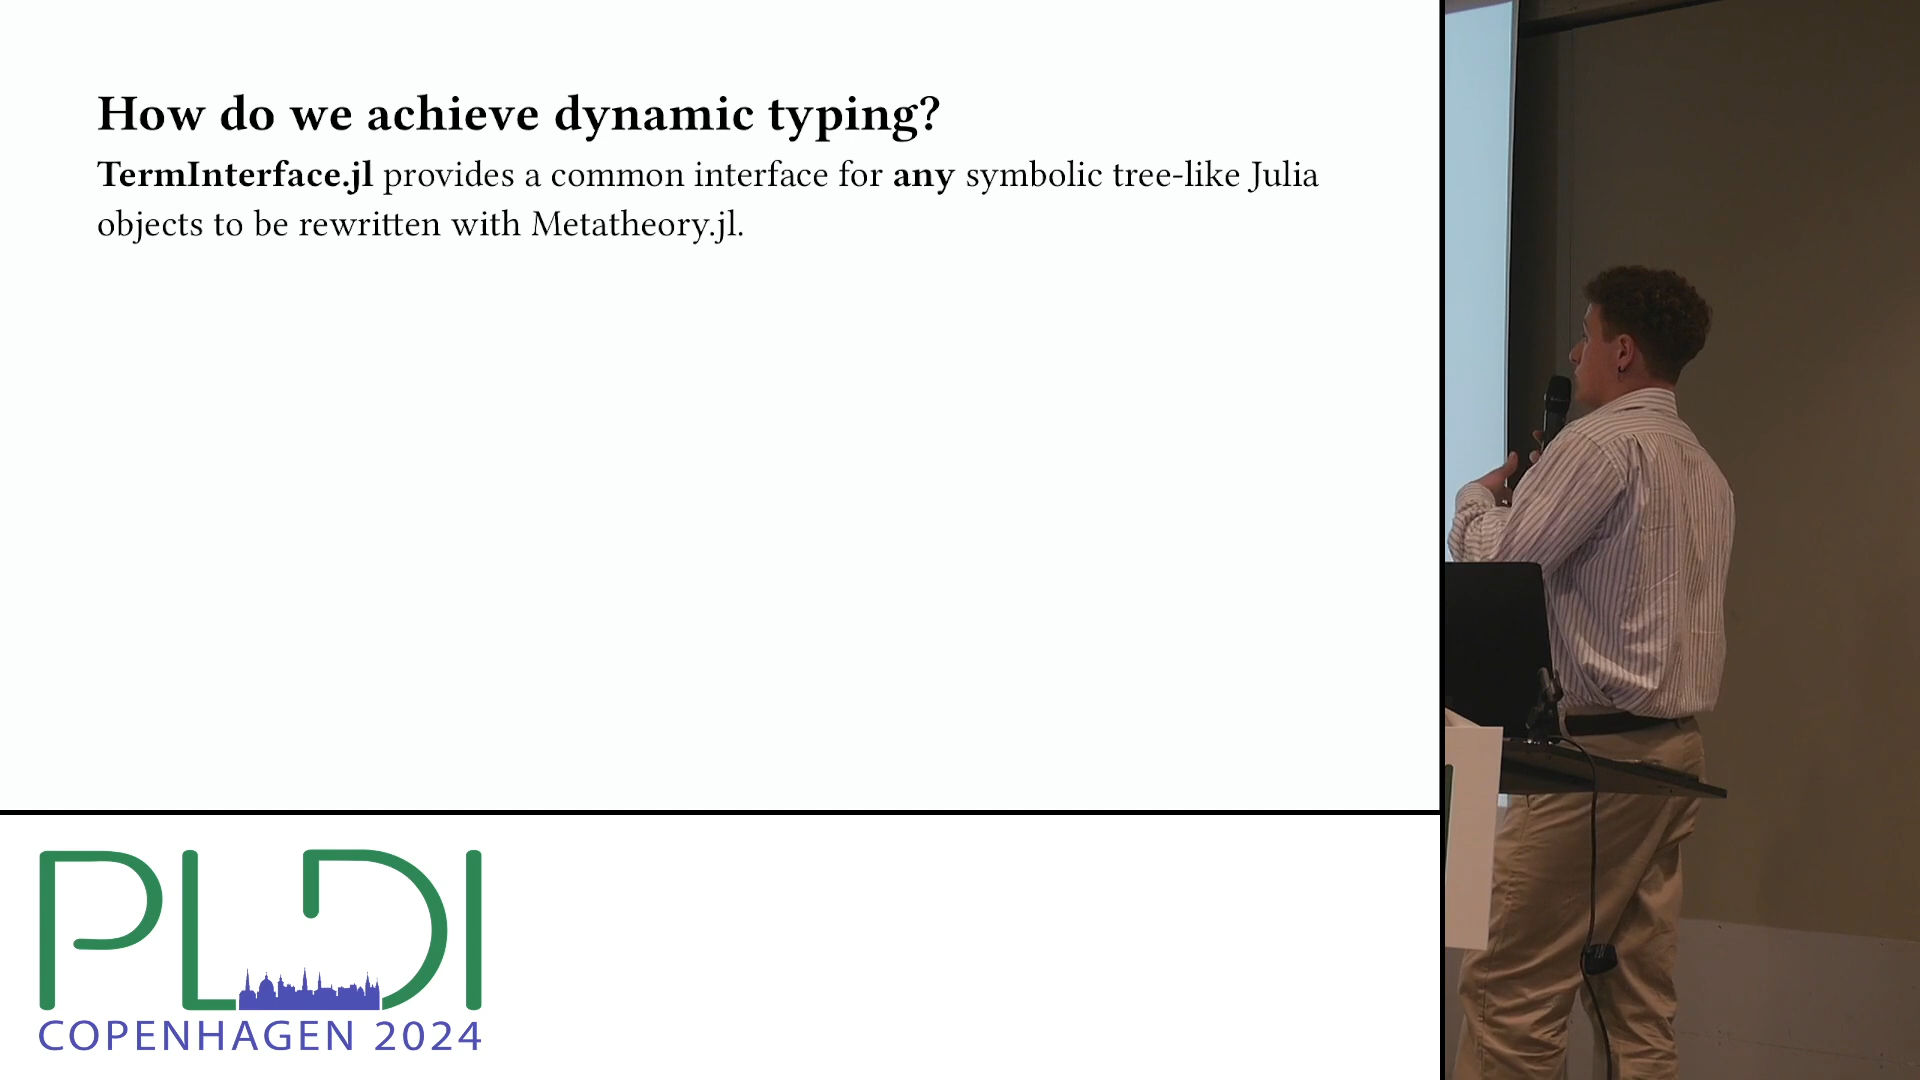 How do we achieve dynamic typing?
TermInterface.jl provides a common interface for any symbolic tree-like Julia
objects to be rewritten with Metatheory.jl.
PLDI
COPENHAGEN 2024